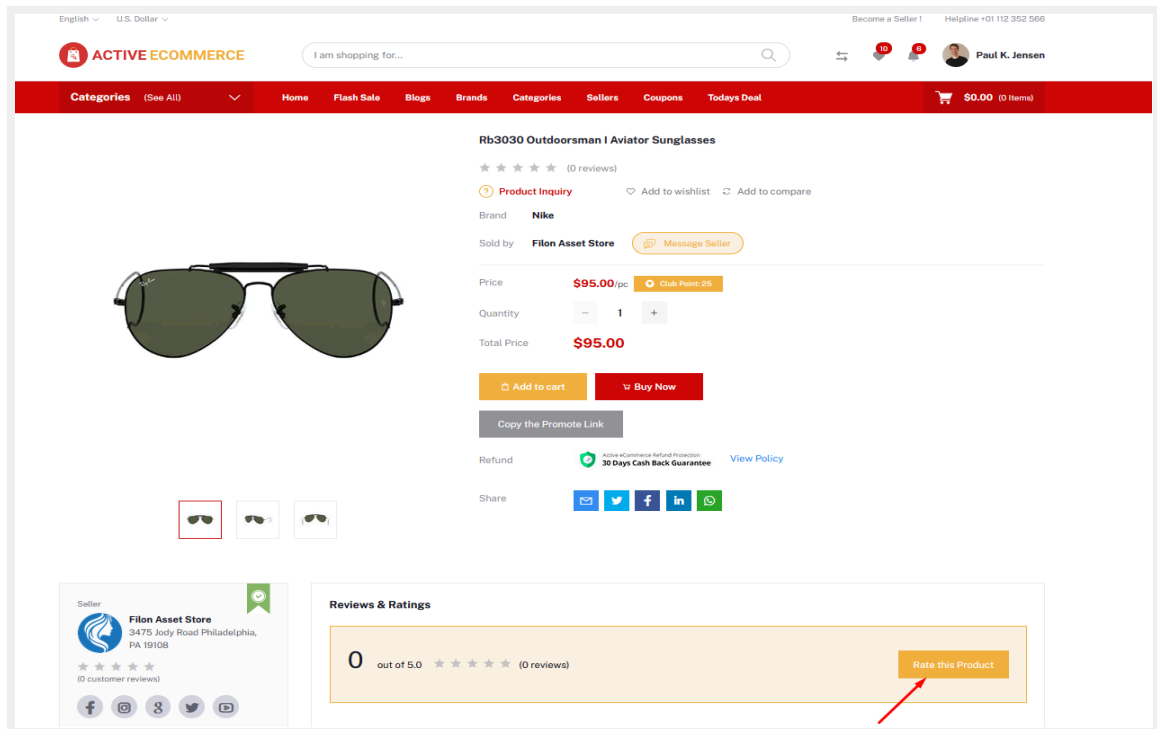 English U.S. Dollar Become a Seller ! Helpline +01 112 352 566
ACTIVE ECOMMERCE I am shopping for... 10 6 Paul K. Jensen
Categories (See All) Home Flash Sale Blogs Brands Categories Sellers Coupons Todays Deal $0.00 (0 Items)
Rb3030 Outdoorsman I Aviator Sunglasses
(0 reviews)
? Product Inquiry Add to wishlist Add to compare
Brand Nike
Sold by Filon Asset Store Message Seller
Price $95.00/pc Club Point: 25
Quantity − 1 +
Total Price $95.00
Add to cart Buy Now
Copy the Promote Link
Refund Active eCommerce Refund Protection
30 Days Cash Back Guarantee View Policy
Share
Seller
Filon Asset Store
3475 Jody Road Philadelphia,
PA 19108
(0 customer reviews)
Reviews & Ratings
0 out of 5.0 (0 reviews) Rate this Product